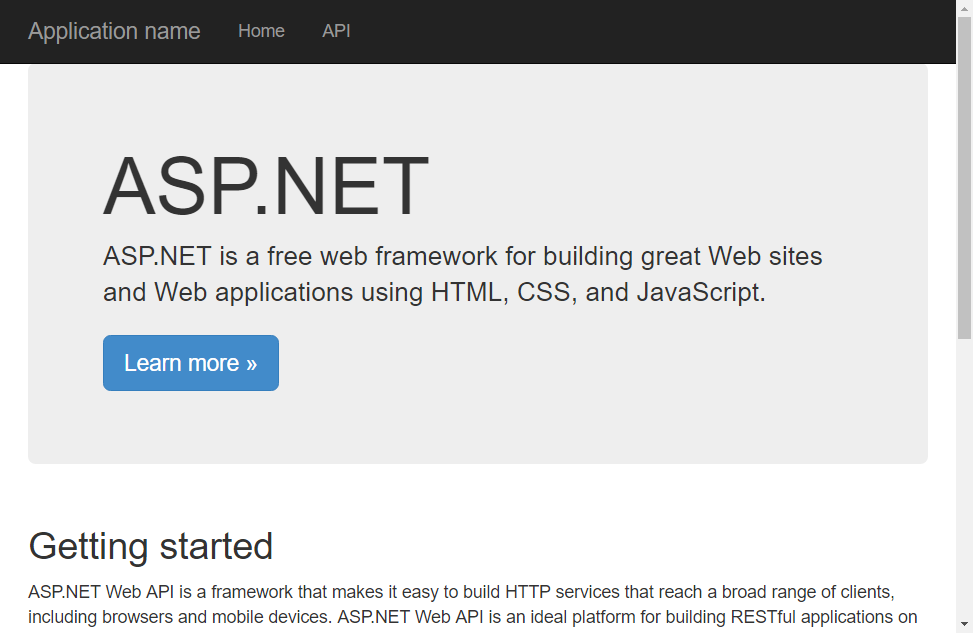 Application name Home API
ASP.NET
ASP.NET is a free web framework for building great Web sites
and Web applications using HTML, CSS, and JavaScript.
Learn more »
Getting started
ASP.NET Web API is a framework that makes it easy to build HTTP services that reach a broad range of clients,
including browsers and mobile devices. ASP.NET Web API is an ideal platform for building RESTful applications on